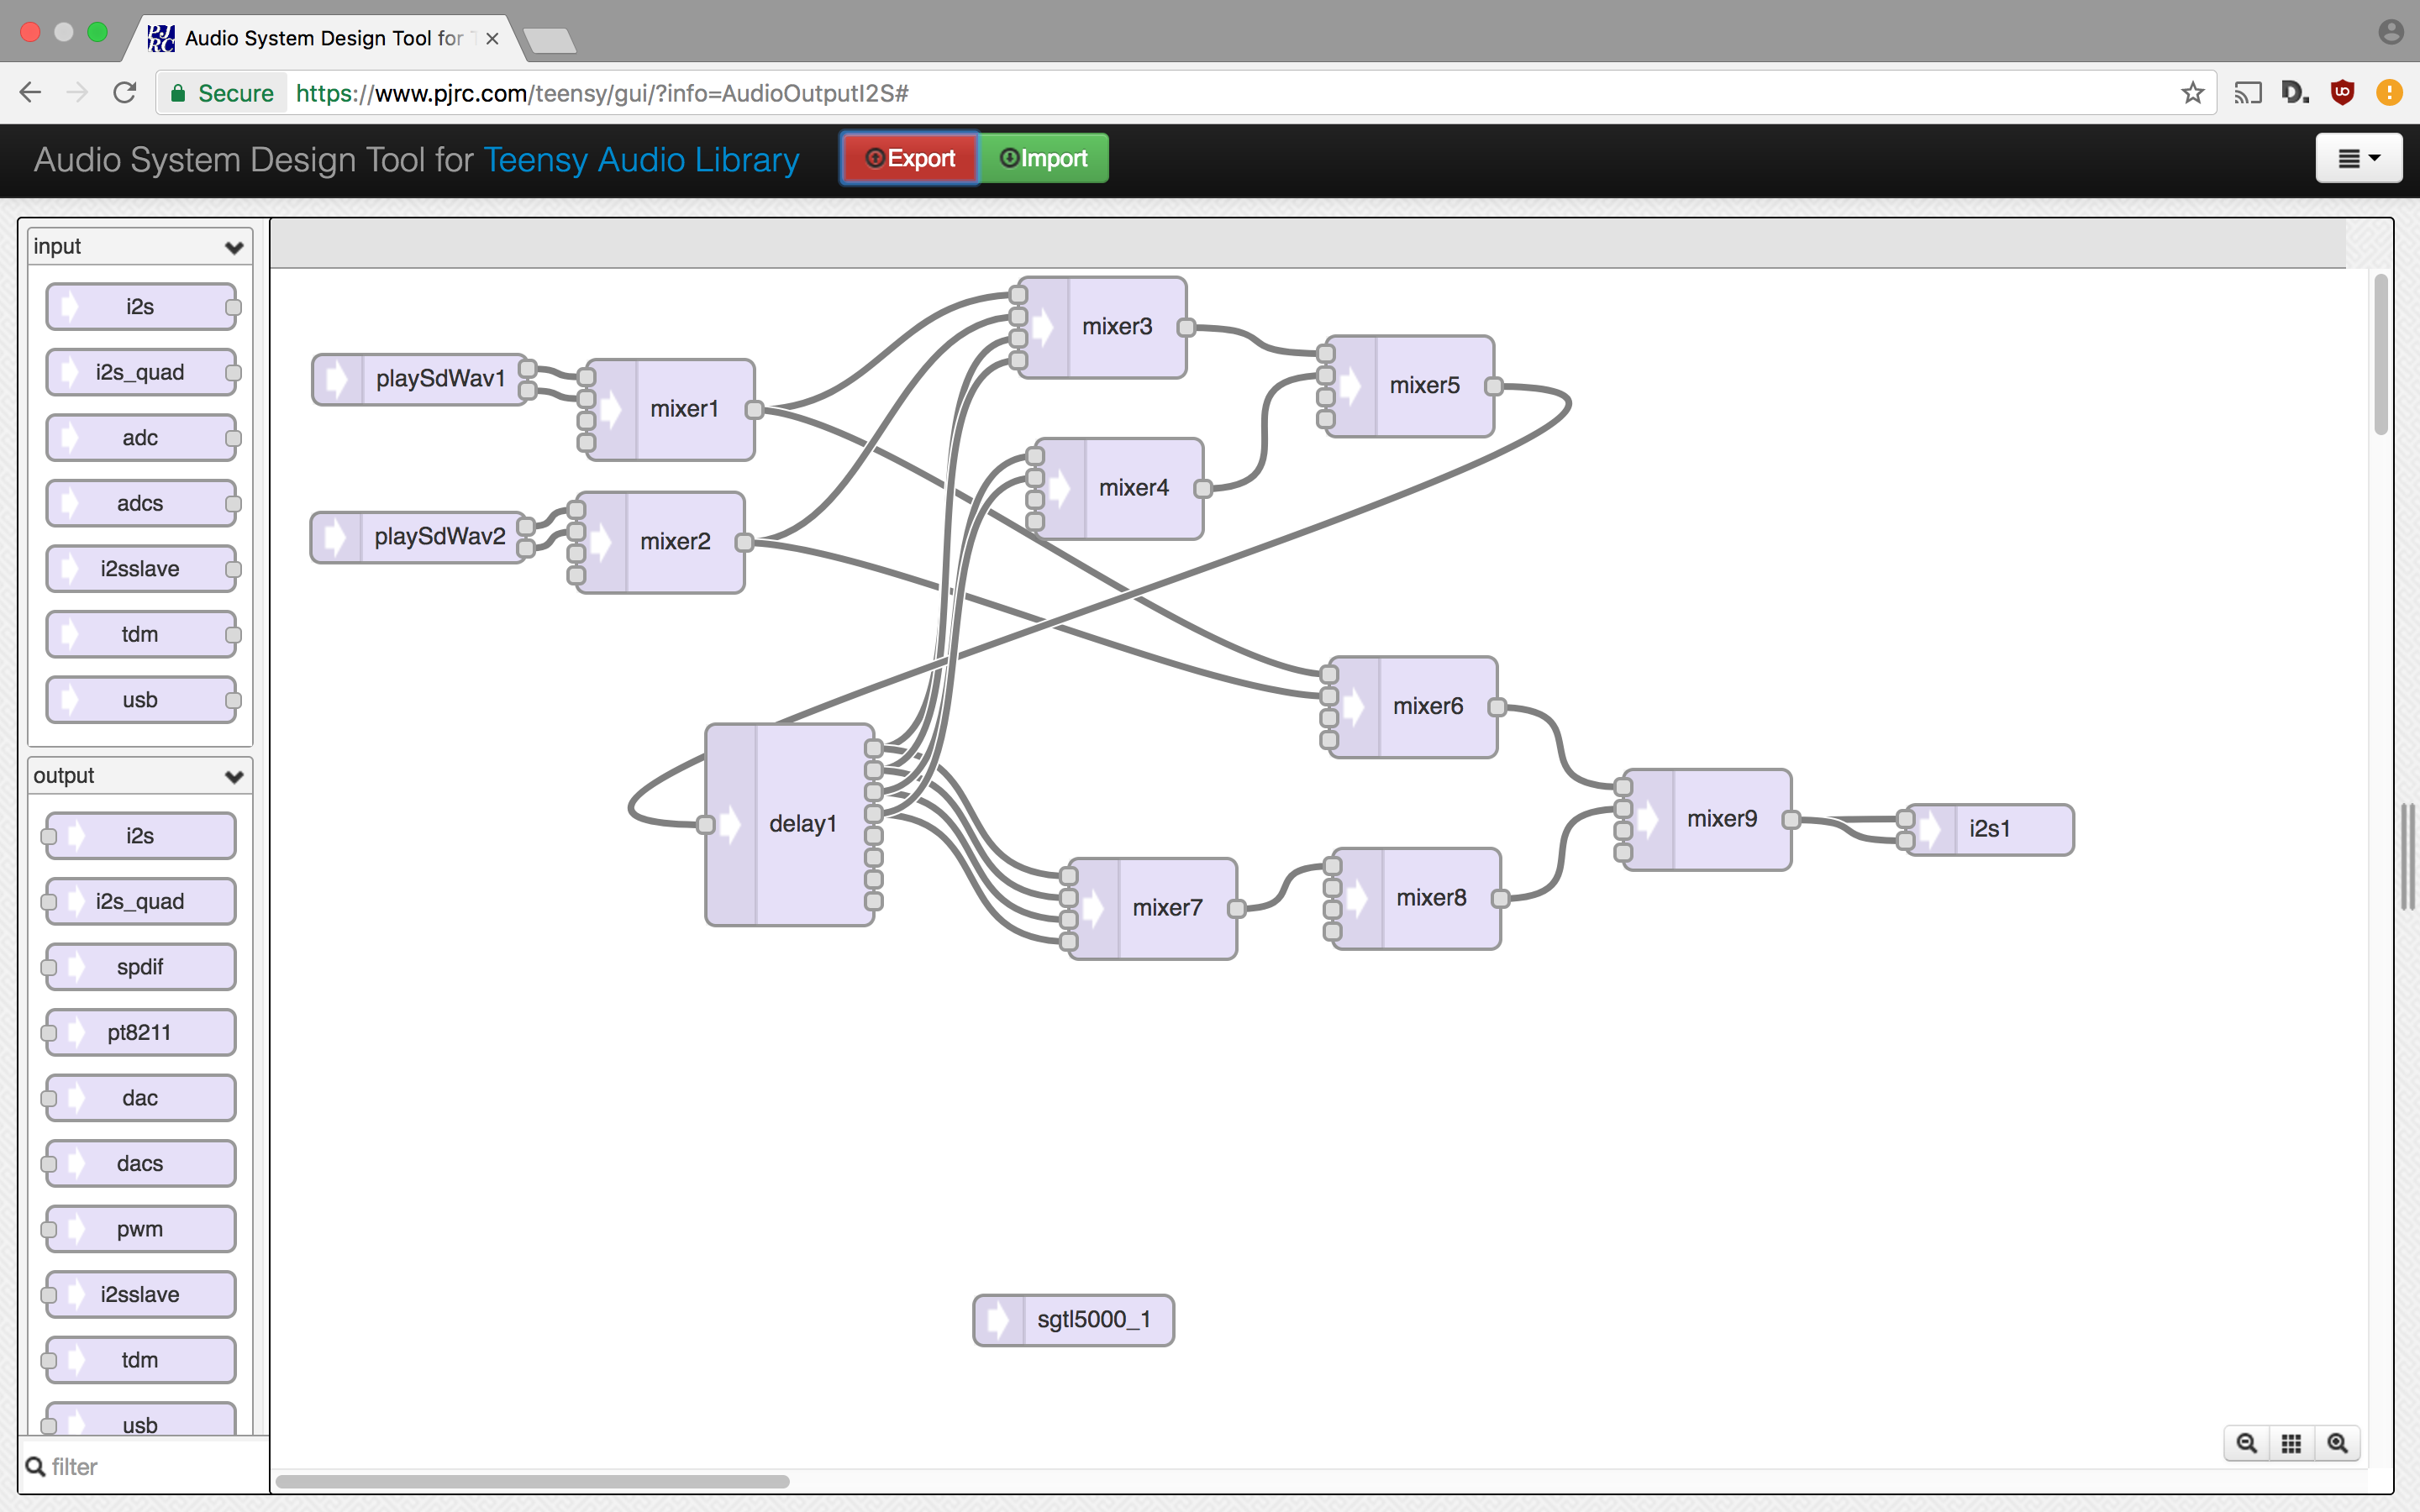 Audio System Design Tool for T
Secure https://www.pjrc.com/teensy/gui/?info=AudioOutputI2S#
Audio System Design Tool for Teensy Audio Library
Export
Import
input
i2s
i2s_quad
adc
adcs
i2sslave
tdm
usb
output
i2s
i2s_quad
spdif
pt8211
dac
dacs
pwm
i2sslave
tdm
usb
filter
playSdWav1
mixer1
playSdWav2
mixer2
mixer3
mixer4
mixer5
mixer6
delay1
mixer7
mixer8
mixer9
i2s1
sgtl5000_1